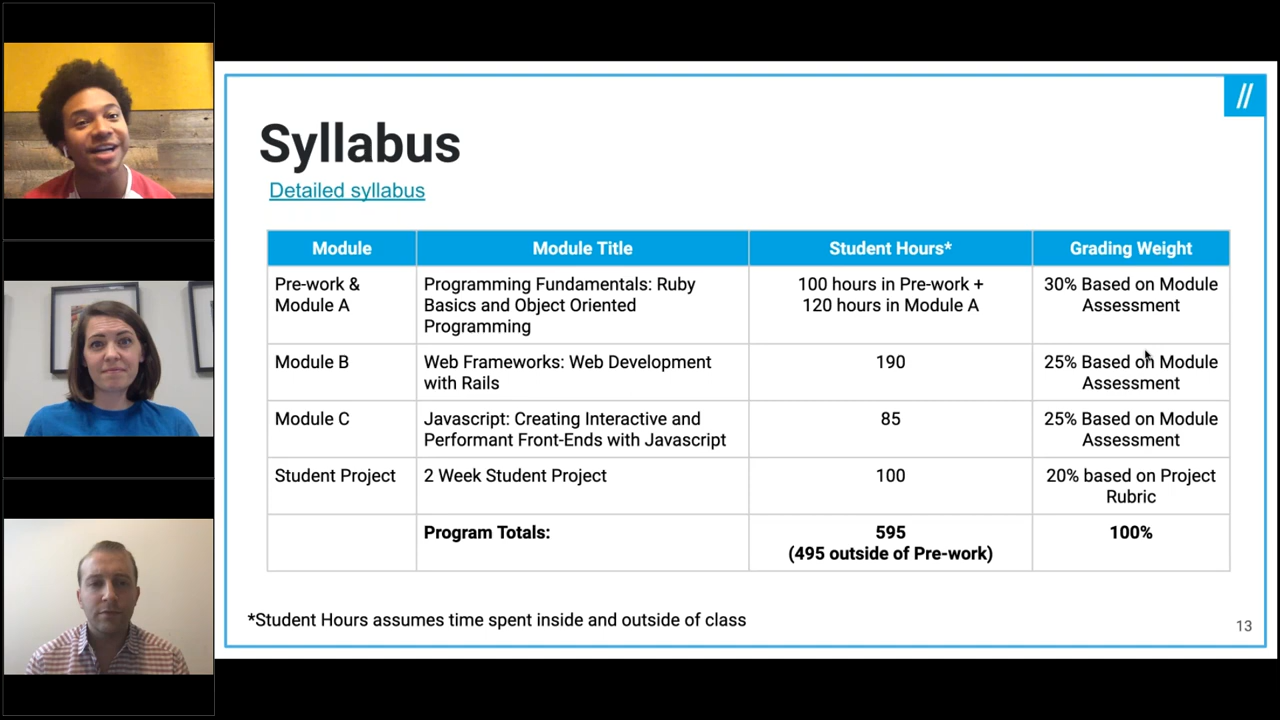 //
Syllabus
Detailed syllabus
Module
Module Title
Student Hours*
Grading Weight
Pre-work &
Module A
Programming Fundamentals: Ruby
Basics and Object Oriented
Programming
100 hours in Pre-work +
120 hours in Module A
30% Based on Module
Assessment
Module B
Web Frameworks: Web Development
with Rails
190
25% Based on Module
Assessment
Module C
Javascript: Creating Interactive and
Performant Front-Ends with Javascript
85
25% Based on Module
Assessment
Student Project
2 Week Student Project
100
20% based on Project
Rubric
Program Totals:
595
(495 outside of Pre-work)
100%
*Student Hours assumes time spent inside and outside of class
13